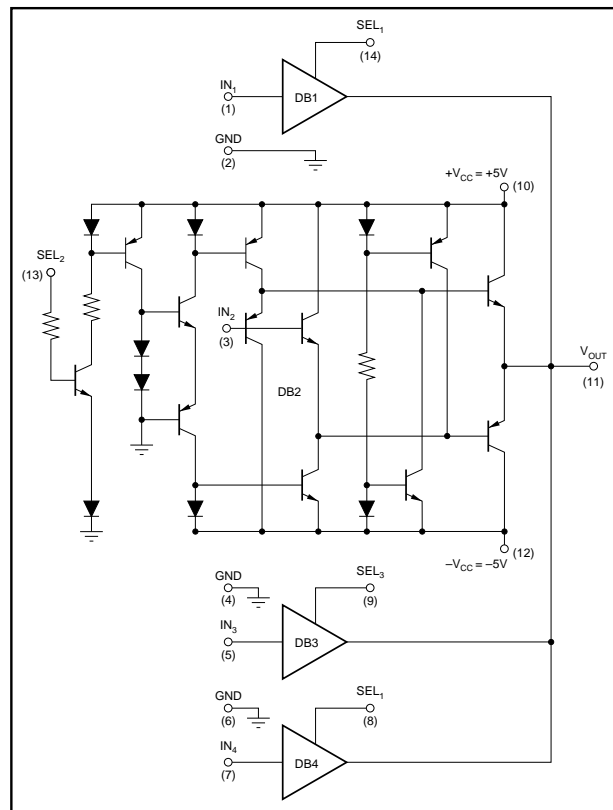 SEL1
(14)
IN1
(1)
DB1
GND
(2)
+VCC = +5V
(10)
SEL2
(13)
IN2
(3)
DB2
VOUT
(11)
(12)
–VCC = –5V
GND
(4)
SEL3
(9)
IN3
(5)
DB3
GND
(6)
SEL1
(8)
IN4
(7)
DB4